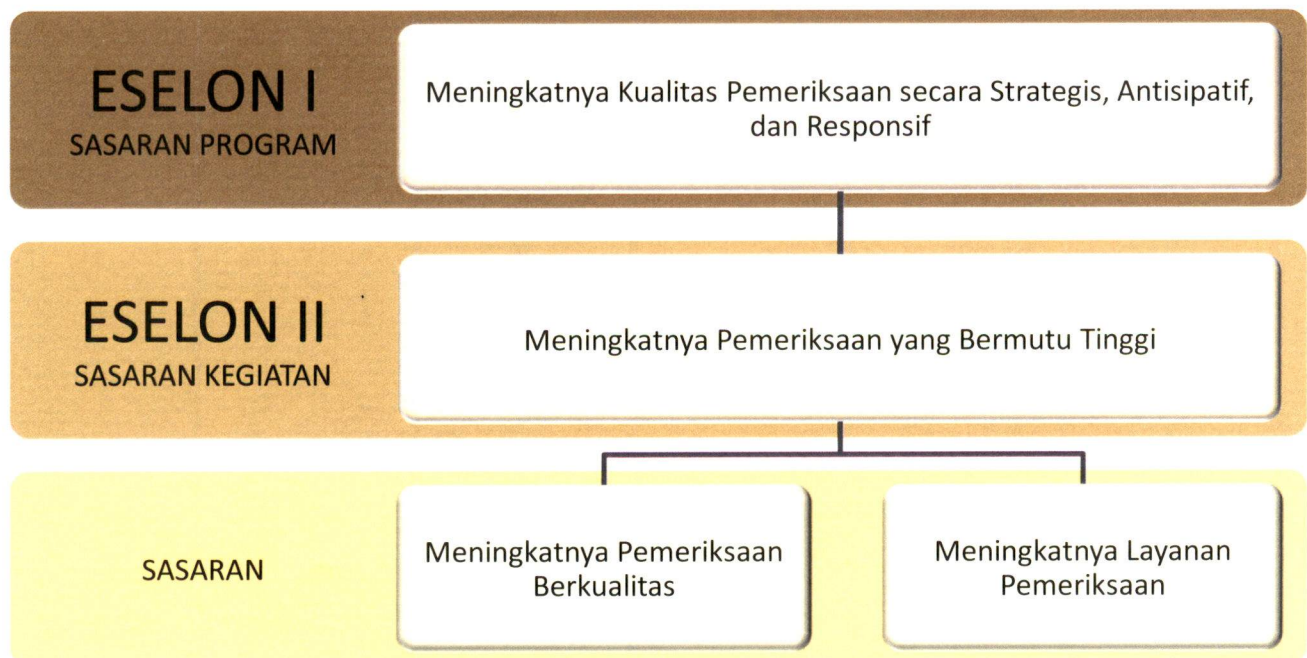 ESELON I
SASARAN PROGRAM
Meningkatnya Kualitas Pemeriksaan secara Strategis, Antisipatif,
dan Responsif
ESELON II
SASARAN KEGIATAN
Meningkatnya Pemeriksaan yang Bermutu Tinggi
SASARAN
Meningkatnya Pemeriksaan
Berkualitas
Meningkatnya Layanan
Pemeriksaan